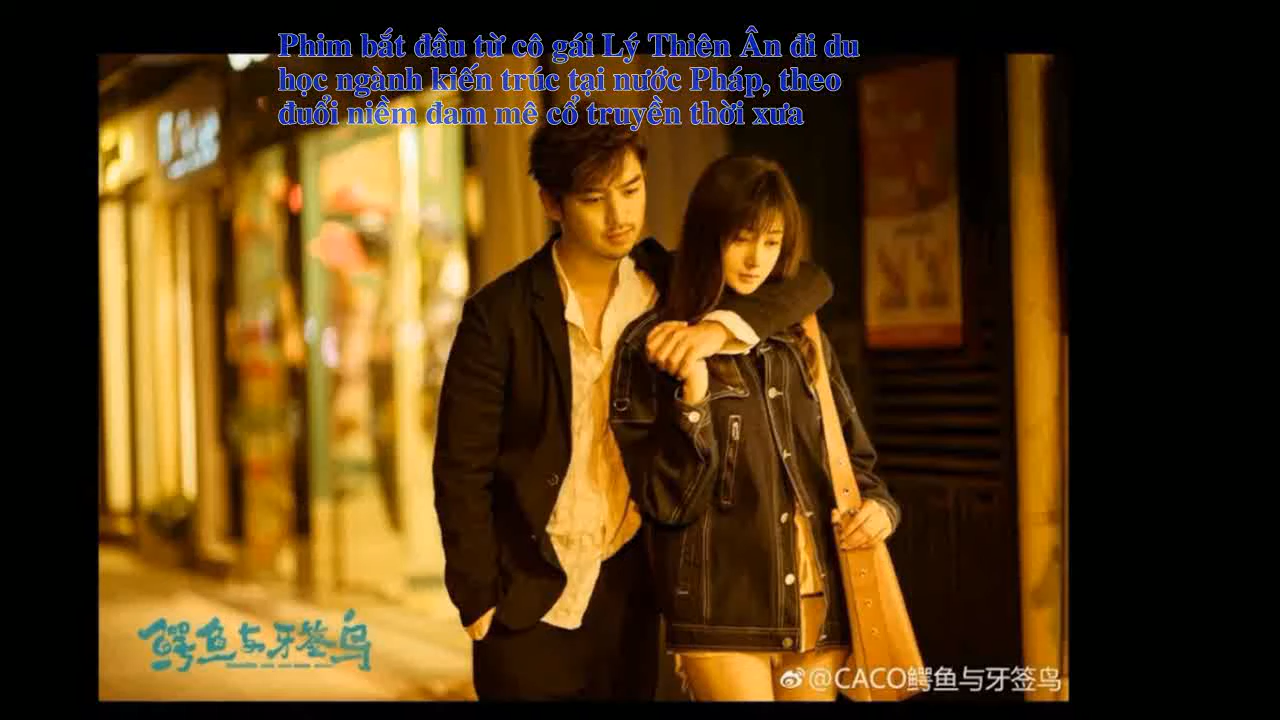 Phim bắt đầu từ cô gái Lý Thiên Ân đi du
học ngành kiến trúc tại nước Pháp, theo
đuổi niềm đam mê cổ truyền thời xưa
鳄鱼与牙签鸟
@CACO鳄鱼与牙签鸟